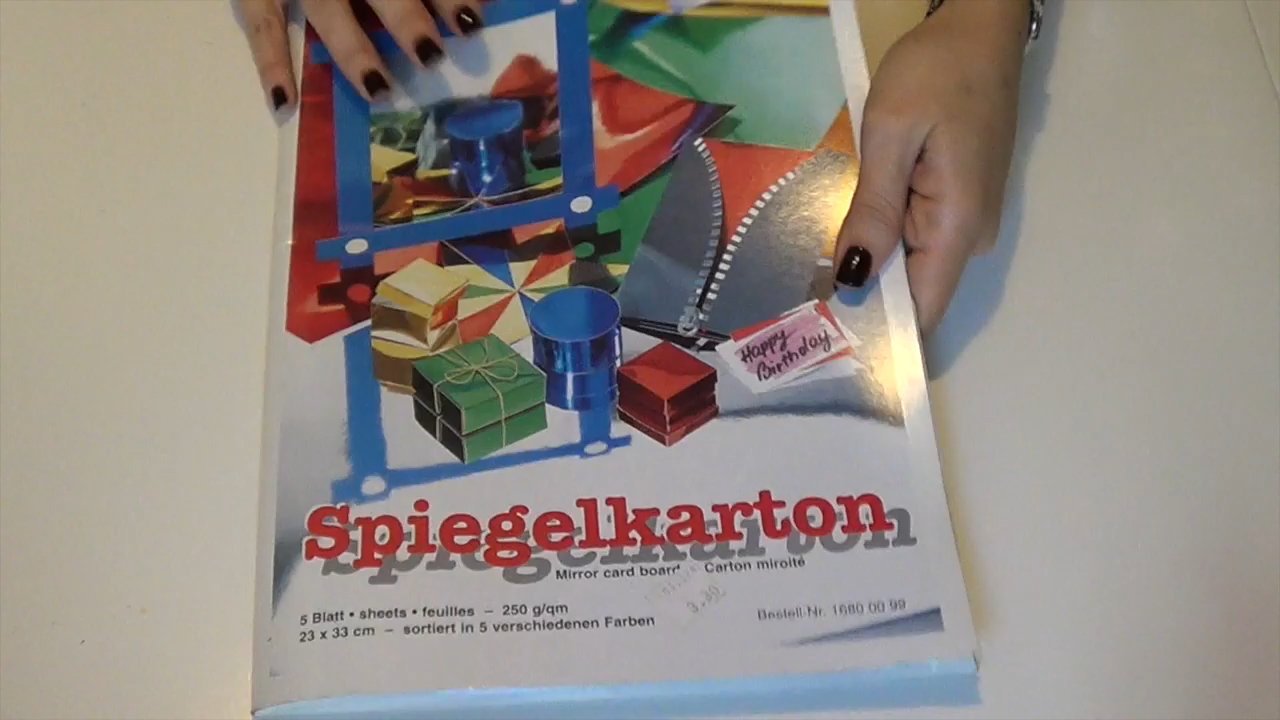 Happy
Birthday
Spiegelkarton
Mirror card board Carton miroité
5 Blatt • sheets • feuilles – 250 g/qm
23 x 33 cm – sortiert in 5 verschiedenen Farben
3.30
Bestell-Nr. 1680 00 99